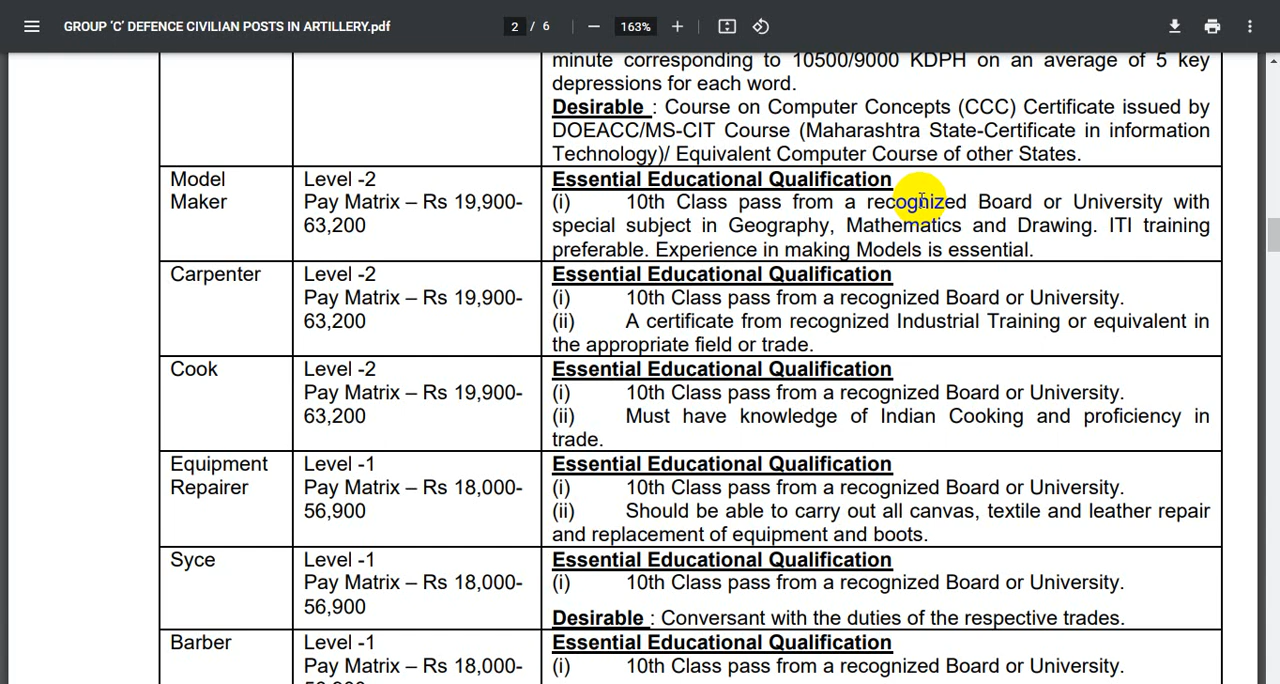 GROUP ‘C’ DEFENCE CIVILIAN POSTS IN ARTILLERY.pdf
2 / 6
163%
minute corresponding to 10500/9000 KDPH on an average of 5 key
depressions for each word.
Desirable : Course on Computer Concepts (CCC) Certificate issued by
DOEACC/MS-CIT Course (Maharashtra State-Certificate in information
Technology)/ Equivalent Computer Course of other States.
Model
Maker
Level -2
Pay Matrix – Rs 19,900-
63,200
Essential Educational Qualification
(i) 10th Class pass from a recognized Board or University with
special subject in Geography, Mathematics and Drawing. ITI training
preferable. Experience in making Models is essential.
Carpenter
Level -2
Pay Matrix – Rs 19,900-
63,200
Essential Educational Qualification
(i) 10th Class pass from a recognized Board or University.
(ii) A certificate from recognized Industrial Training or equivalent in
the appropriate field or trade.
Cook
Level -2
Pay Matrix – Rs 19,900-
63,200
Essential Educational Qualification
(i) 10th Class pass from a recognized Board or University.
(ii) Must have knowledge of Indian Cooking and proficiency in
trade.
Equipment
Repairer
Level -1
Pay Matrix – Rs 18,000-
56,900
Essential Educational Qualification
(i) 10th Class pass from a recognized Board or University.
(ii) Should be able to carry out all canvas, textile and leather repair
and replacement of equipment and boots.
Syce
Level -1
Pay Matrix – Rs 18,000-
56,900
Essential Educational Qualification
(i) 10th Class pass from a recognized Board or University.
Desirable : Conversant with the duties of the respective trades.
Barber
Level -1
Pay Matrix – Rs 18,000-
Essential Educational Qualification
(i) 10th Class pass from a recognized Board or University.